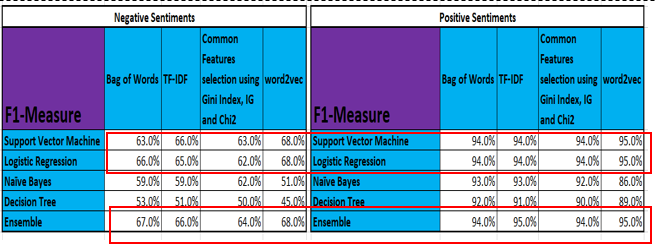 Negative Sentiments Positive Sentiments
F1-Measure Bag of Words TF-IDF Common Features selection using Gini Index, IG and Chi2 word2vec F1-Measure Bag of Words TF-IDF Common Features selection using Gini Index, IG and Chi2 word2vec
Support Vector Machine 63.0% 66.0% 63.0% 68.0% Support Vector Machine 94.0% 94.0% 94.0% 95.0%
Logistic Regression 66.0% 65.0% 62.0% 68.0% Logistic Regression 94.0% 94.0% 94.0% 95.0%
Naïve Bayes 59.0% 59.0% 62.0% 51.0% Naïve Bayes 93.0% 93.0% 92.0% 86.0%
Decision Tree 53.0% 51.0% 50.0% 45.0% Decision Tree 92.0% 91.0% 90.0% 89.0%
Ensemble 67.0% 66.0% 64.0% 68.0% Ensemble 94.0% 95.0% 94.0% 95.0%